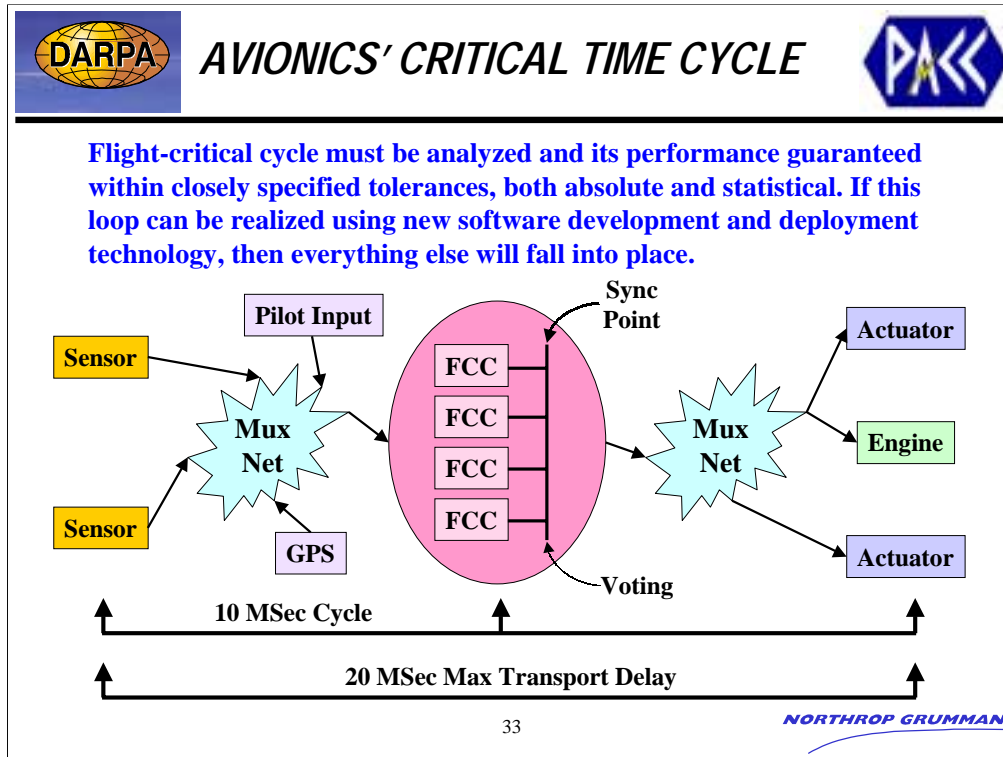 DARPA
AVIONICS' CRITICAL TIME CYCLE
PACC
Flight-critical cycle must be analyzed and its performance guaranteed
within closely specified tolerances, both absolute and statistical. If this
loop can be realized using new software development and deployment
technology, then everything else will fall into place.
Sensor
Pilot Input
Mux
Net
Sensor
GPS
FCC
FCC
FCC
FCC
Sync
Point
Voting
Mux
Net
Actuator
Engine
Actuator
10 MSec Cycle
20 MSec Max Transport Delay
33
NORTHROP GRUMMAN